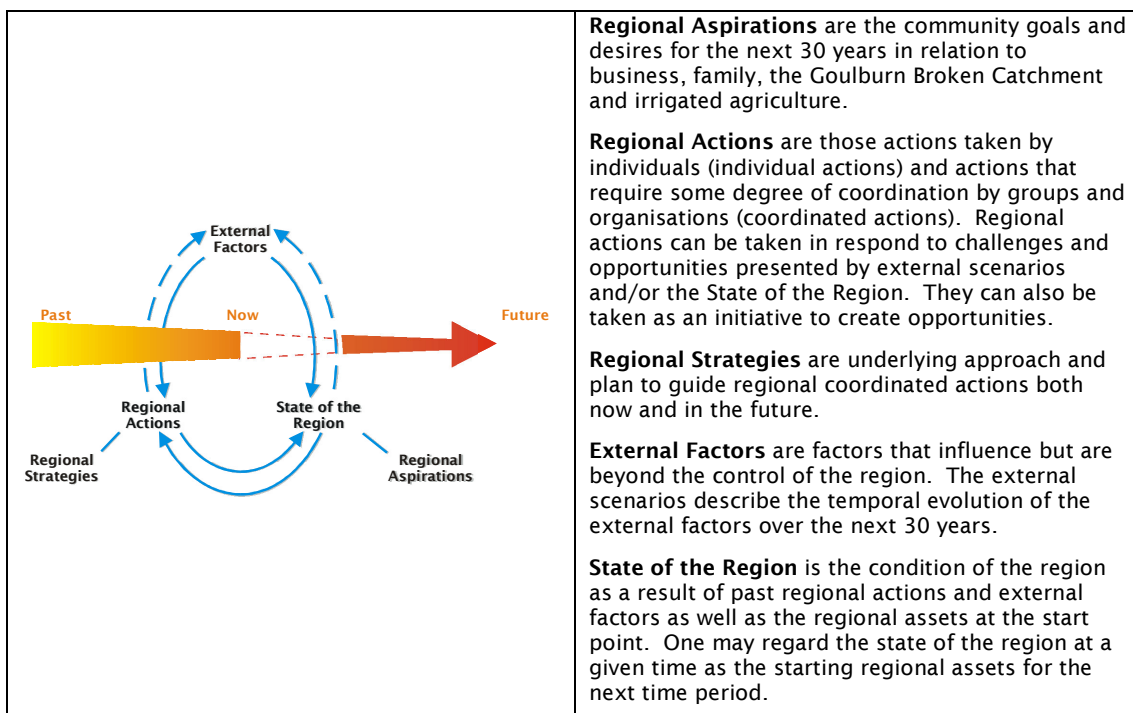 External
Factors
Past
Now
Future
Regional
Actions
State of the
Region
Regional
Strategies
Regional
Aspirations
Regional Aspirations are the community goals and
desires for the next 30 years in relation to
business, family, the Goulburn Broken Catchment
and irrigated agriculture.
Regional Actions are those actions taken by
individuals (individual actions) and actions that
require some degree of coordination by groups and
organisations (coordinated actions).  Regional
actions can be taken in respond to challenges and
opportunities presented by external scenarios
and/or the State of the Region.  They can also be
taken as an initiative to create opportunities.
Regional Strategies are underlying approach and
plan to guide regional coordinated actions both
now and in the future.
External Factors are factors that influence but are
beyond the control of the region.  The external
scenarios describe the temporal evolution of the
external factors over the next 30 years.
State of the Region is the condition of the region
as a result of past regional actions and external
factors as well as the regional assets at the start
point.  One may regard the state of the region at a
given time as the starting regional assets for the
next time period.